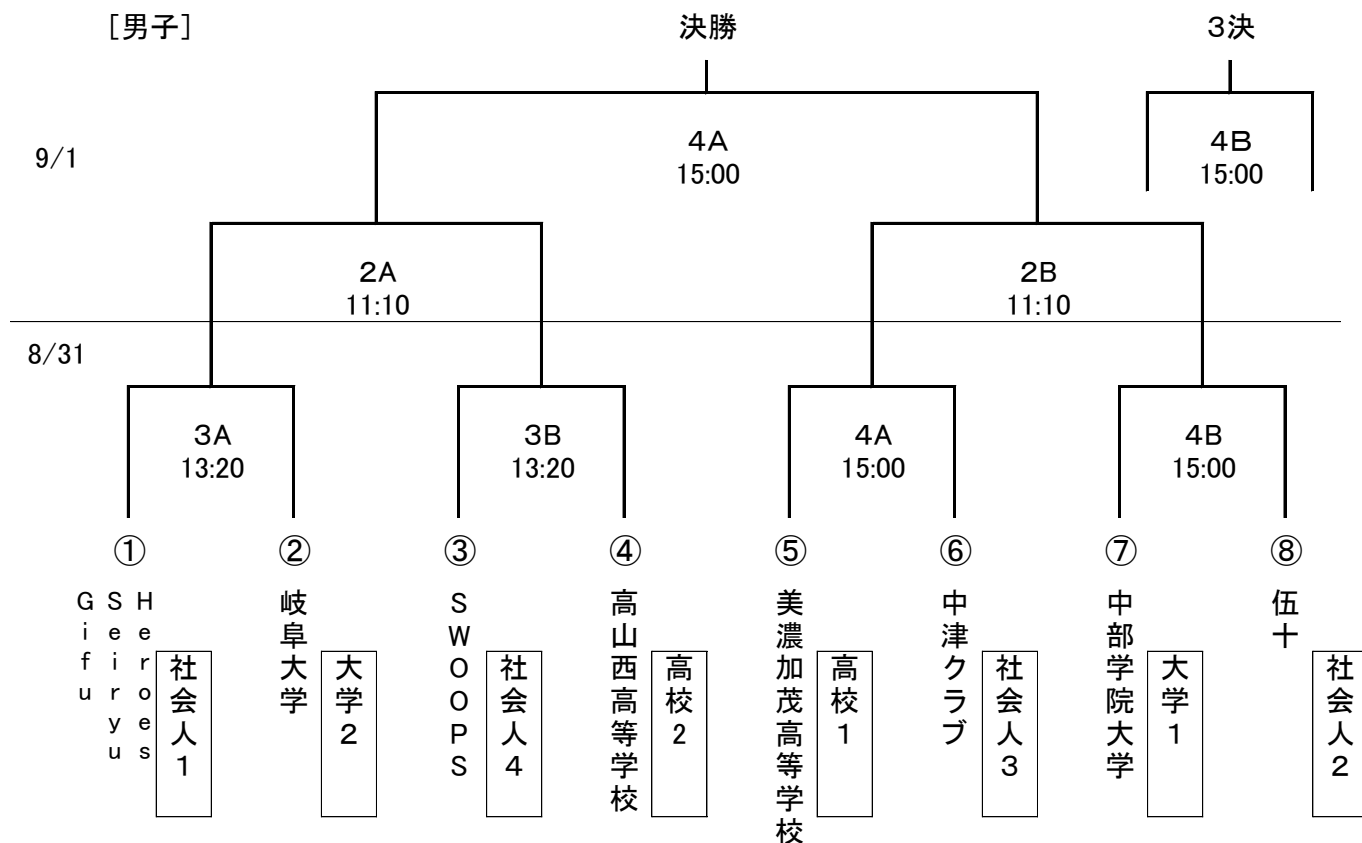 ［男子］
決勝
３決
9/1
４A
15:00
４B
15:00
２A
11:10
２B
11:10
8/31
３A
13:20
３B
13:20
４A
15:00
４B
15:00
①
②
③
④
⑤
⑥
⑦
⑧
Gifu
Seiryu
Heroes
社会人１
岐阜大学
大学２
SWOOPS
社会人４
高山西高等学校
高校２
美濃加茂高等学校
高校１
中津クラブ
社会人３
中部学院大学
大学１
伍十
社会人２